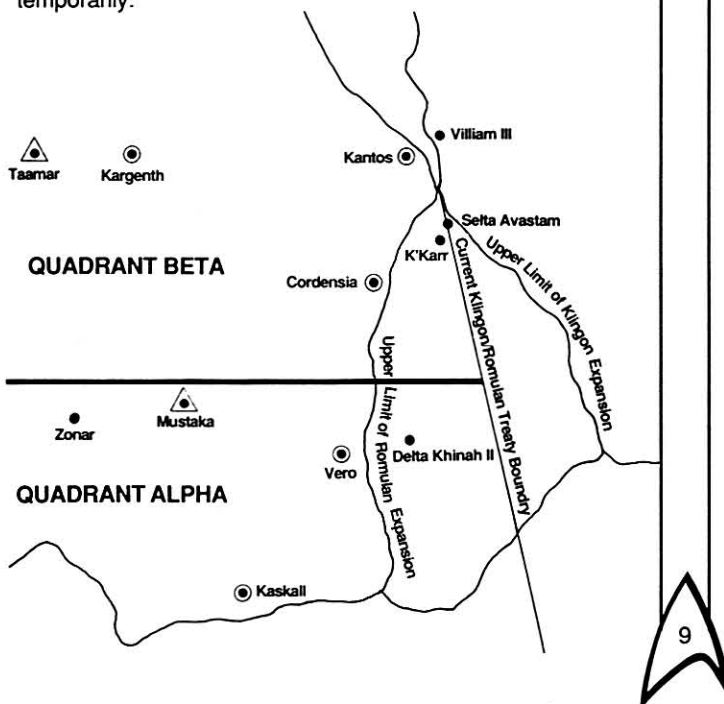 temporarily.
Villiam III
Kantos
Taamar
Kargenth
Selta Avastam
K'Karr
QUADRANT BETA
Cordensia
Current Klingon/Romulan Treaty Boundry
Upper Limit of Klingon Expansion
Upper Limit of Romulan Expansion
Zonar
Mustaka
Vero
Delta Khinah II
QUADRANT ALPHA
Kaskall
9